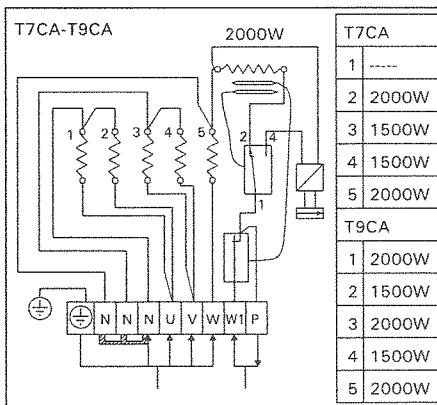 T7CA-T9CA
2000W
1 2 3 4 5
2 4
1
N N N U V W W1 P
T7CA
1 -----
2 2000W
3 1500W
4 1500W
5 2000W
T9CA
1 2000W
2 1500W
3 2000W
4 1500W
5 2000W